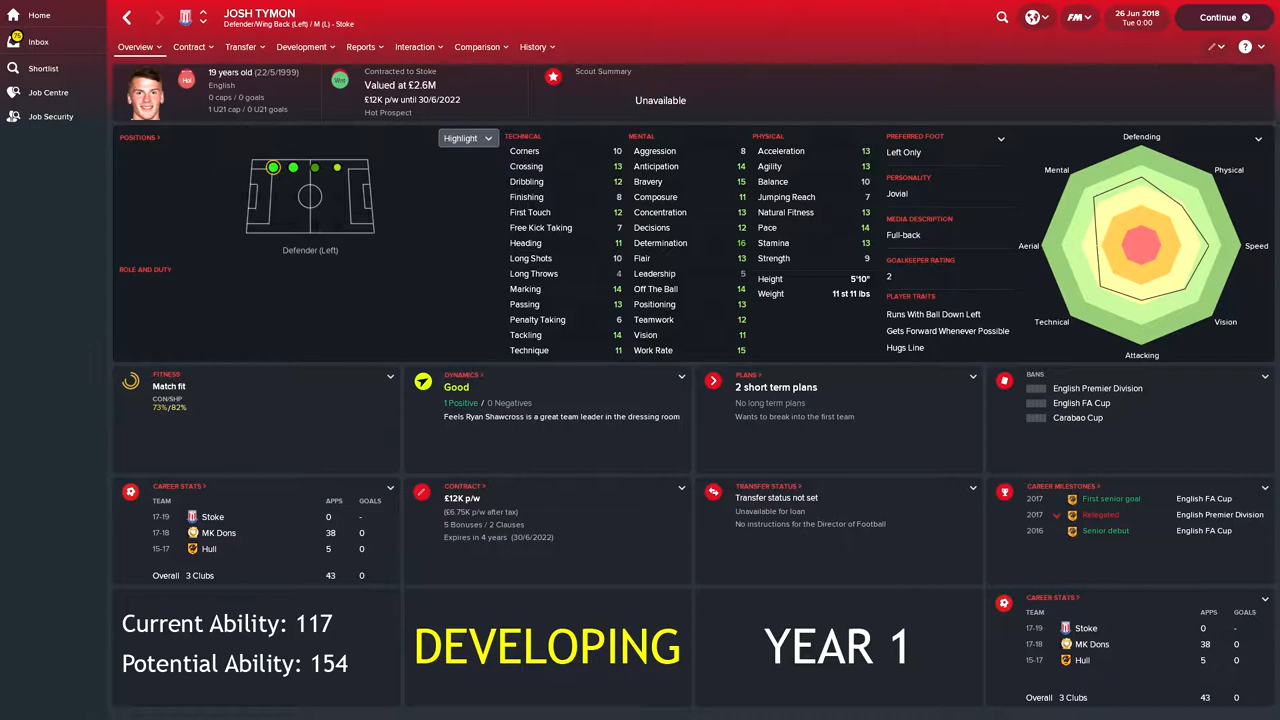 Home
Inbox
75
Shortlist
Job Centre
Job Security
JOSH TYMON
Defender/Wing Back (Left) / M (L) - Stoke
FM
26 Jun 2018
Tue 0:00
Continue
Overview Contract Transfer Development Reports Interaction Comparison History
?
Hol
19 years old (22/5/1999)
English
0 caps / 0 goals
1 U21 cap / 0 U21 goals
Wnt
Contracted to Stoke
Valued at £2.6M
£12K p/w until 30/6/2022
Hot Prospect
Scout Summary
Unavailable
POSITIONS >
Highlight
Defender (Left)
ROLE AND DUTY
TECHNICAL
Corners 10
Crossing 13
Dribbling 12
Finishing 8
First Touch 12
Free Kick Taking 7
Heading 11
Long Shots 10
Long Throws 4
Marking 14
Passing 13
Penalty Taking 6
Tackling 14
Technique 11
MENTAL
Aggression 8
Anticipation 14
Bravery 15
Composure 11
Concentration 13
Decisions 12
Determination 16
Flair 13
Leadership 5
Off The Ball 14
Positioning 13
Teamwork 12
Vision 11
Work Rate 15
PHYSICAL
Acceleration 13
Agility 13
Balance 10
Jumping Reach 7
Natural Fitness 13
Pace 14
Stamina 13
Strength 9
Height 5'10"
Weight 11 st 11 lbs
PREFERRED FOOT
Left Only
PERSONALITY
Jovial
MEDIA DESCRIPTION
Full-back
GOALKEEPER RATING
2
PLAYER TRAITS
Runs With Ball Down Left
Gets Forward Whenever Possible
Hugs Line
Defending
Physical
Speed
Vision
Attacking
Technical
Aerial
Mental
FITNESS
Match fit
CON/SHP
73%/82%
DYNAMICS >
Good
1 Positive / 0 Negatives
Feels Ryan Shawcross is a great team leader in the dressing room
PLANS >
2 short term plans
No long term plans
Wants to break into the first team
BANS
English Premier Division
English FA Cup
Carabao Cup
CAREER STATS >
TEAM APPS GOALS
17-19 Stoke 0 -
17-18 MK Dons 38 0
15-17 Hull 5 0
Overall 3 Clubs 43 0
CONTRACT >
£12K p/w
(£6.75K p/w after tax)
5 Bonuses / 2 Clauses
Expires in 4 years (30/6/2022)
TRANSFER STATUS >
Transfer status not set
Unavailable for loan
No instructions for the Director of Football
CAREER MILESTONES >
2017 First senior goal English FA Cup
2017 Relegated English Premier Division
2016 Senior debut English FA Cup
Current Ability: 117
Potential Ability: 154
DEVELOPING
YEAR 1
CAREER STATS >
TEAM APPS GOALS
17-19 Stoke 0 -
17-18 MK Dons 38 0
15-17 Hull 5 0
Overall 3 Clubs 43 0